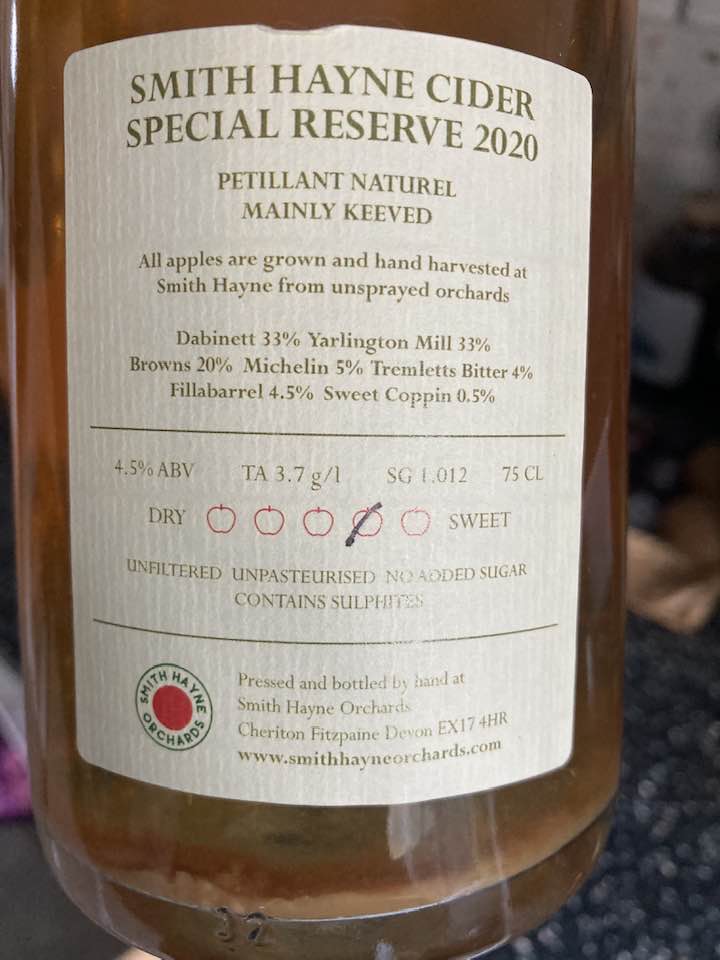 SMITH HAYNE CIDER
SPECIAL RESERVE 2020
PETILLANT NATUREL
MAINLY KEEVED
All apples are grown and hand harvested at
Smith Hayne from unsprayed orchards
Dabinett 33% Yarlington Mill 33%
Browns 20% Michelin 5% Tremletts Bitter 4%
Fillabarrel 4.5% Sweet Coppin 0.5%
4.5% ABV TA 3.7 g/l SG 1.012 75 CL
DRY SWEET
UNFILTERED UNPASTEURISED NO ADDED SUGAR
CONTAINS SULPHITES
SMITH HAYNE ORCHARDS
Pressed and bottled by hand at
Smith Hayne Orchards
Cheriton Fitzpaine Devon EX17 4HR
www.smithhayneorchards.com
37